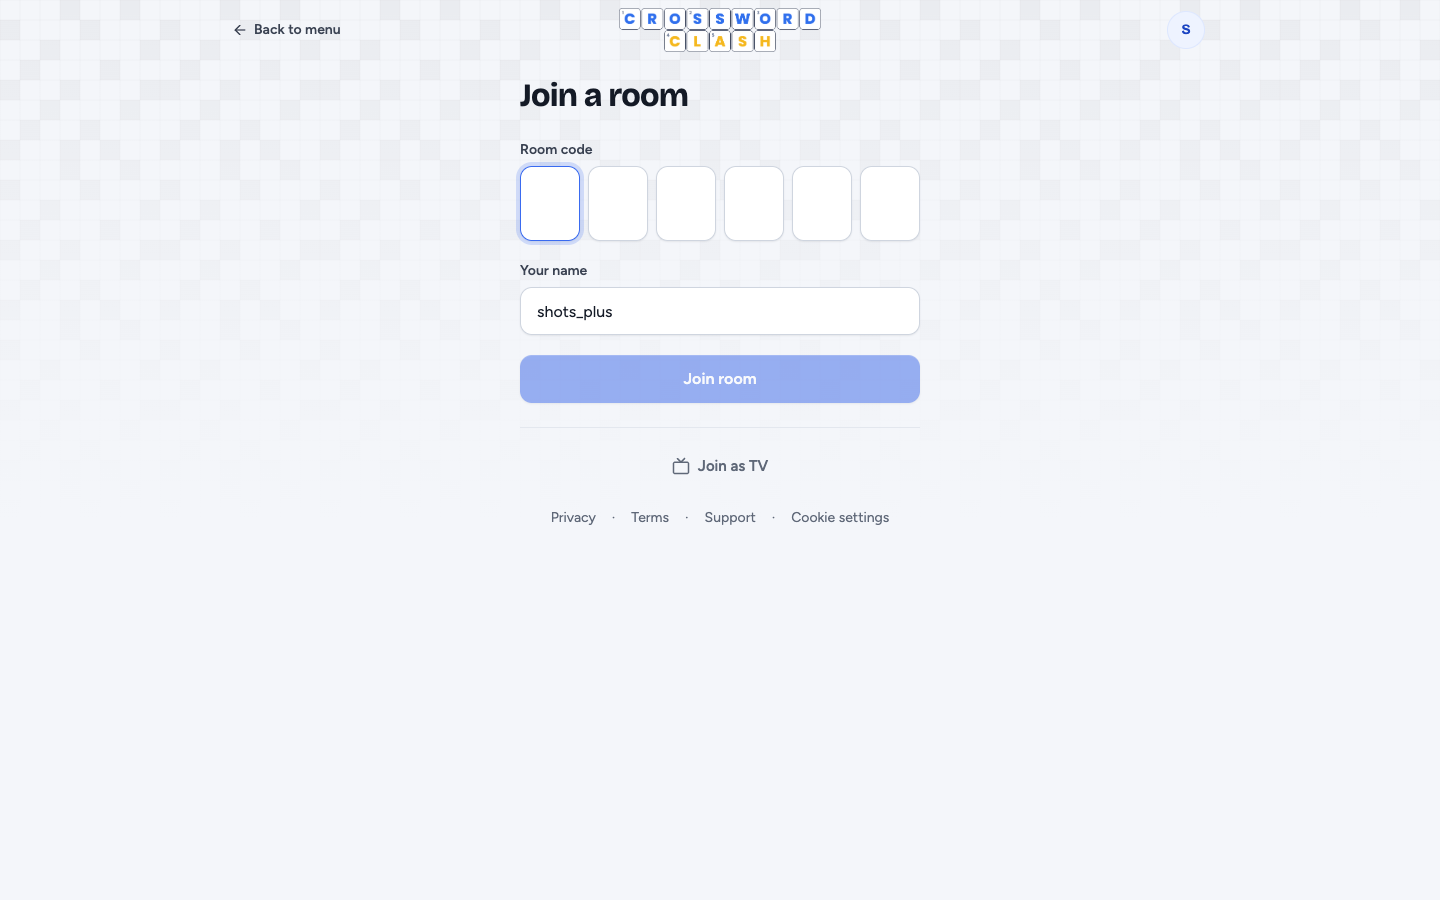 Back to menu
CROSSWORD
CLASH
S
Join a room
Room code
Your name
shots_plus
Join room
Join as TV
Privacy · Terms · Support · Cookie settings